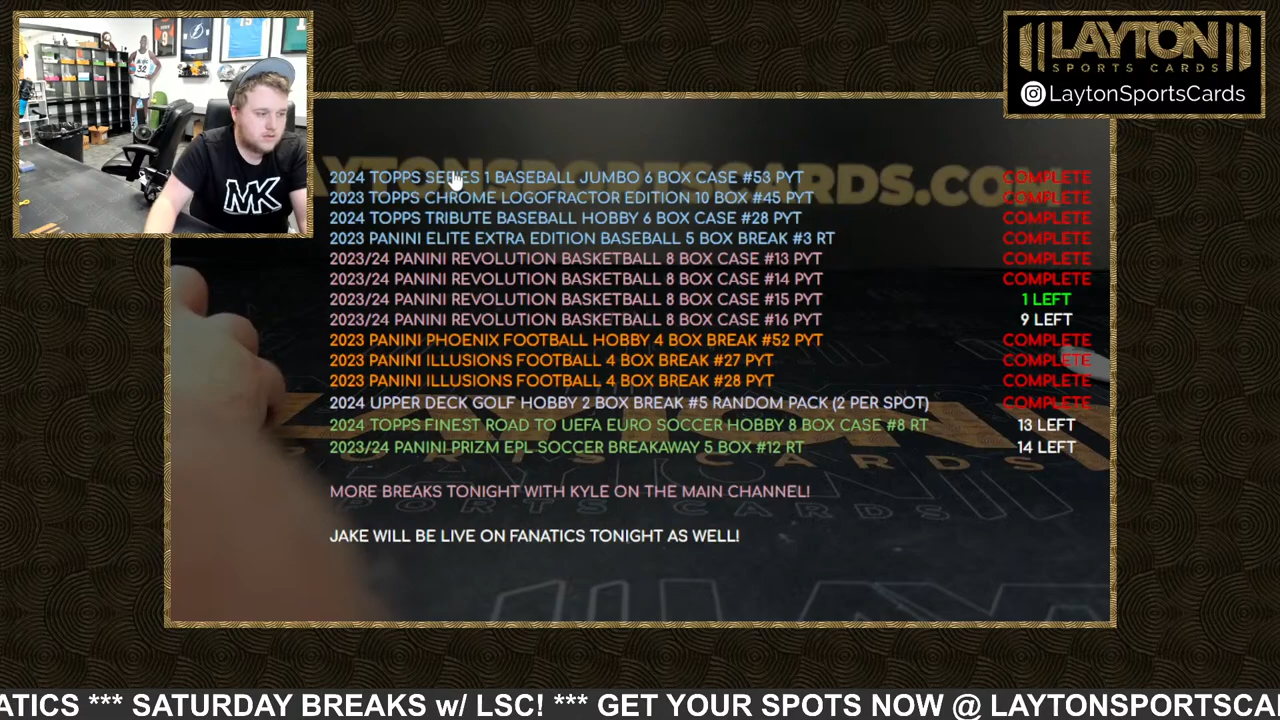 LAYTON
SPORTS CARDS
LaytonSportsCards
MK
32
9
LAYTONSPORTSCARDS.CO
2024 TOPPS SERIES 1 BASEBALL JUMBO 6 BOX CASE #53 PYT COMPLETE
2023 TOPPS CHROME LOGOFRACTOR EDITION 10 BOX #45 PYT COMPLETE
2024 TOPPS TRIBUTE BASEBALL HOBBY 6 BOX CASE #28 PYT COMPLETE
2023 PANINI ELITE EXTRA EDITION BASEBALL 5 BOX BREAK #3 RT COMPLETE
2023/24 PANINI REVOLUTION BASKETBALL 8 BOX CASE #13 PYT COMPLETE
2023/24 PANINI REVOLUTION BASKETBALL 8 BOX CASE #14 PYT COMPLETE
2023/24 PANINI REVOLUTION BASKETBALL 8 BOX CASE #15 PYT 1 LEFT
2023/24 PANINI REVOLUTION BASKETBALL 8 BOX CASE #16 PYT 9 LEFT
2023 PANINI PHOENIX FOOTBALL HOBBY 4 BOX BREAK #52 PYT COMPLETE
2023 PANINI ILLUSIONS FOOTBALL 4 BOX BREAK #27 PYT COMPLETE
2023 PANINI ILLUSIONS FOOTBALL 4 BOX BREAK #28 PYT COMPLETE
2024 UPPER DECK GOLF HOBBY 2 BOX BREAK #5 RANDOM PACK (2 PER SPOT) COMPLETE
2024 TOPPS FINEST ROAD TO UEFA EURO SOCCER HOBBY 8 BOX CASE #8 RT 13 LEFT
2023/24 PANINI PRIZM EPL SOCCER BREAKAWAY 5 BOX #12 RT 14 LEFT
MORE BREAKS TONIGHT WITH KYLE ON THE MAIN CHANNEL!
JAKE WILL BE LIVE ON FANATICS TONIGHT AS WELL!
ATICS *** SATURDAY BREAKS w/ LSC! *** GET YOUR SPOTS NOW @ LAYTONSPORTSCA